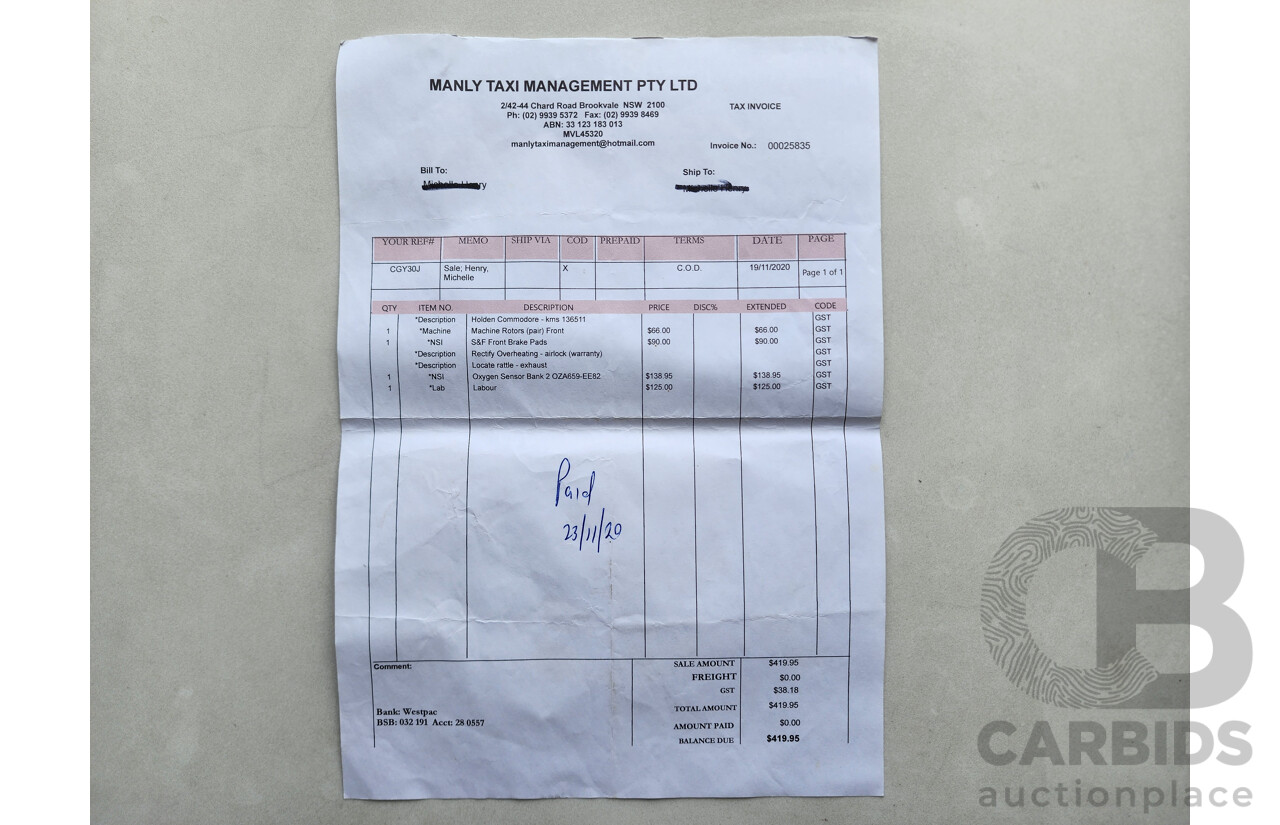 MANLY TAXI MANAGEMENT PTY LTD
2/42-44 Chard Road Brookvale NSW 2100
Ph: (02) 9939 5372 Fax: (02) 9939 8469
ABN: 33 123 183 013
MVL45320
manlytaximanagement@hotmail.com
TAX INVOICE
Invoice No.: 00025835
Bill To:
Ship To:
YOUR REF# MEMO SHIP VIA COD PREPAID TERMS DATE PAGE
CGY30J Sale; Henry, X C.O.D. 19/11/2020 Page 1 of 1
Michelle
QTY ITEM NO. DESCRIPTION PRICE DISC% EXTENDED CODE
*Description Holden Commodore - kms 136511 GST
1 *Machine Machine Rotors (pair) Front $66.00 $66.00 GST
1 *NSI S&F Front Brake Pads $90.00 $90.00 GST
*Description Rectify Overheating - airlock (warranty) GST
*Description Locate rattle - exhaust GST
1 *NSI Oxygen Sensor Bank 2 OZA659-EE82 $138.95 $138.95 GST
1 *Lab Labour $125.00 $125.00 GST
Paid
23/11/20
Comment:
Bank: Westpac
BSB: 032 191 Acct: 28 0557
SALE AMOUNT $419.95
FREIGHT $0.00
GST $38.18
TOTAL AMOUNT $419.95
AMOUNT PAID $0.00
BALANCE DUE $419.95
CB
CARBIDS
auctionplace